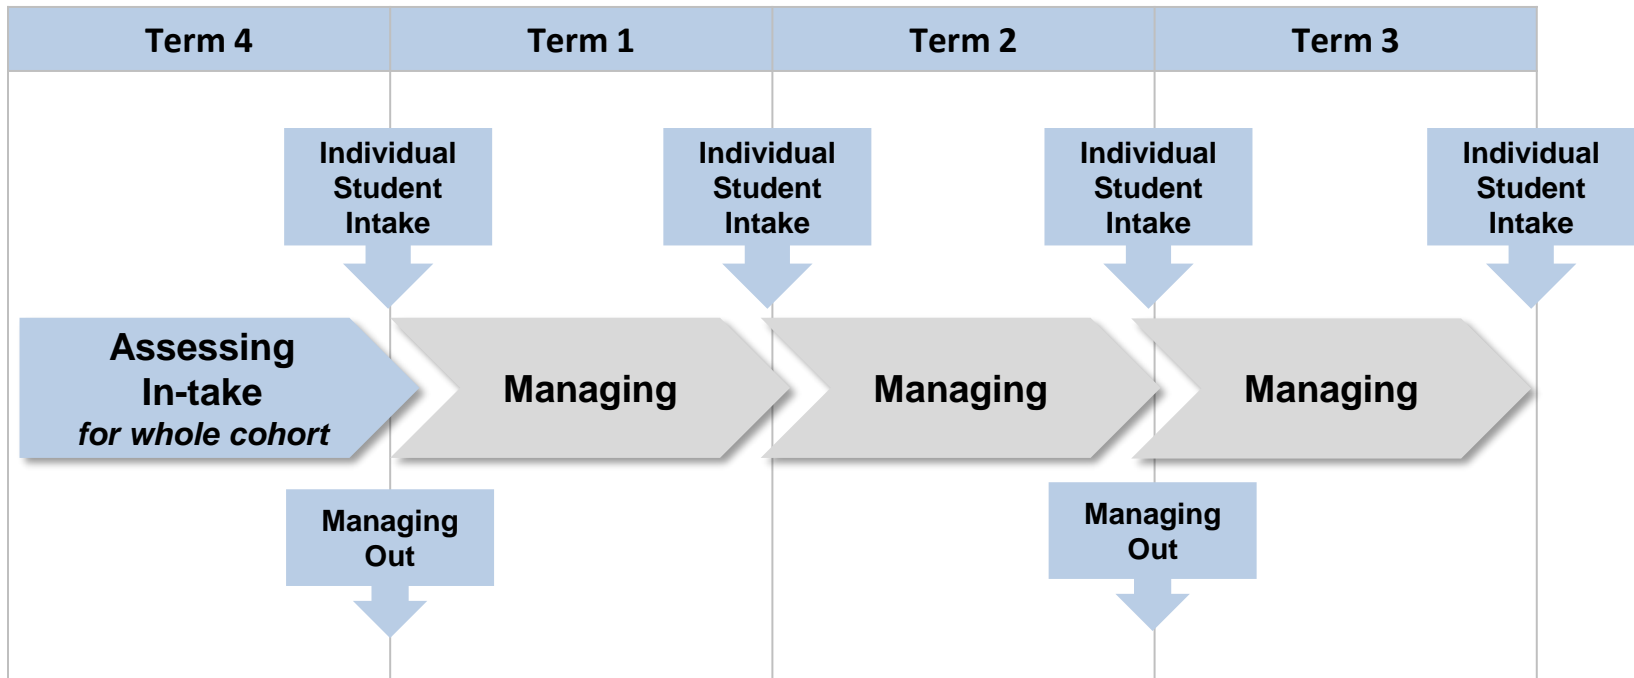 Term 4
Term 1
Term 2
Term 3
Individual
Student
Intake
Individual
Student
Intake
Individual
Student
Intake
Individual
Student
Intake
Assessing
In-take
for whole cohort
Managing
Managing
Managing
Managing
Out
Managing
Out